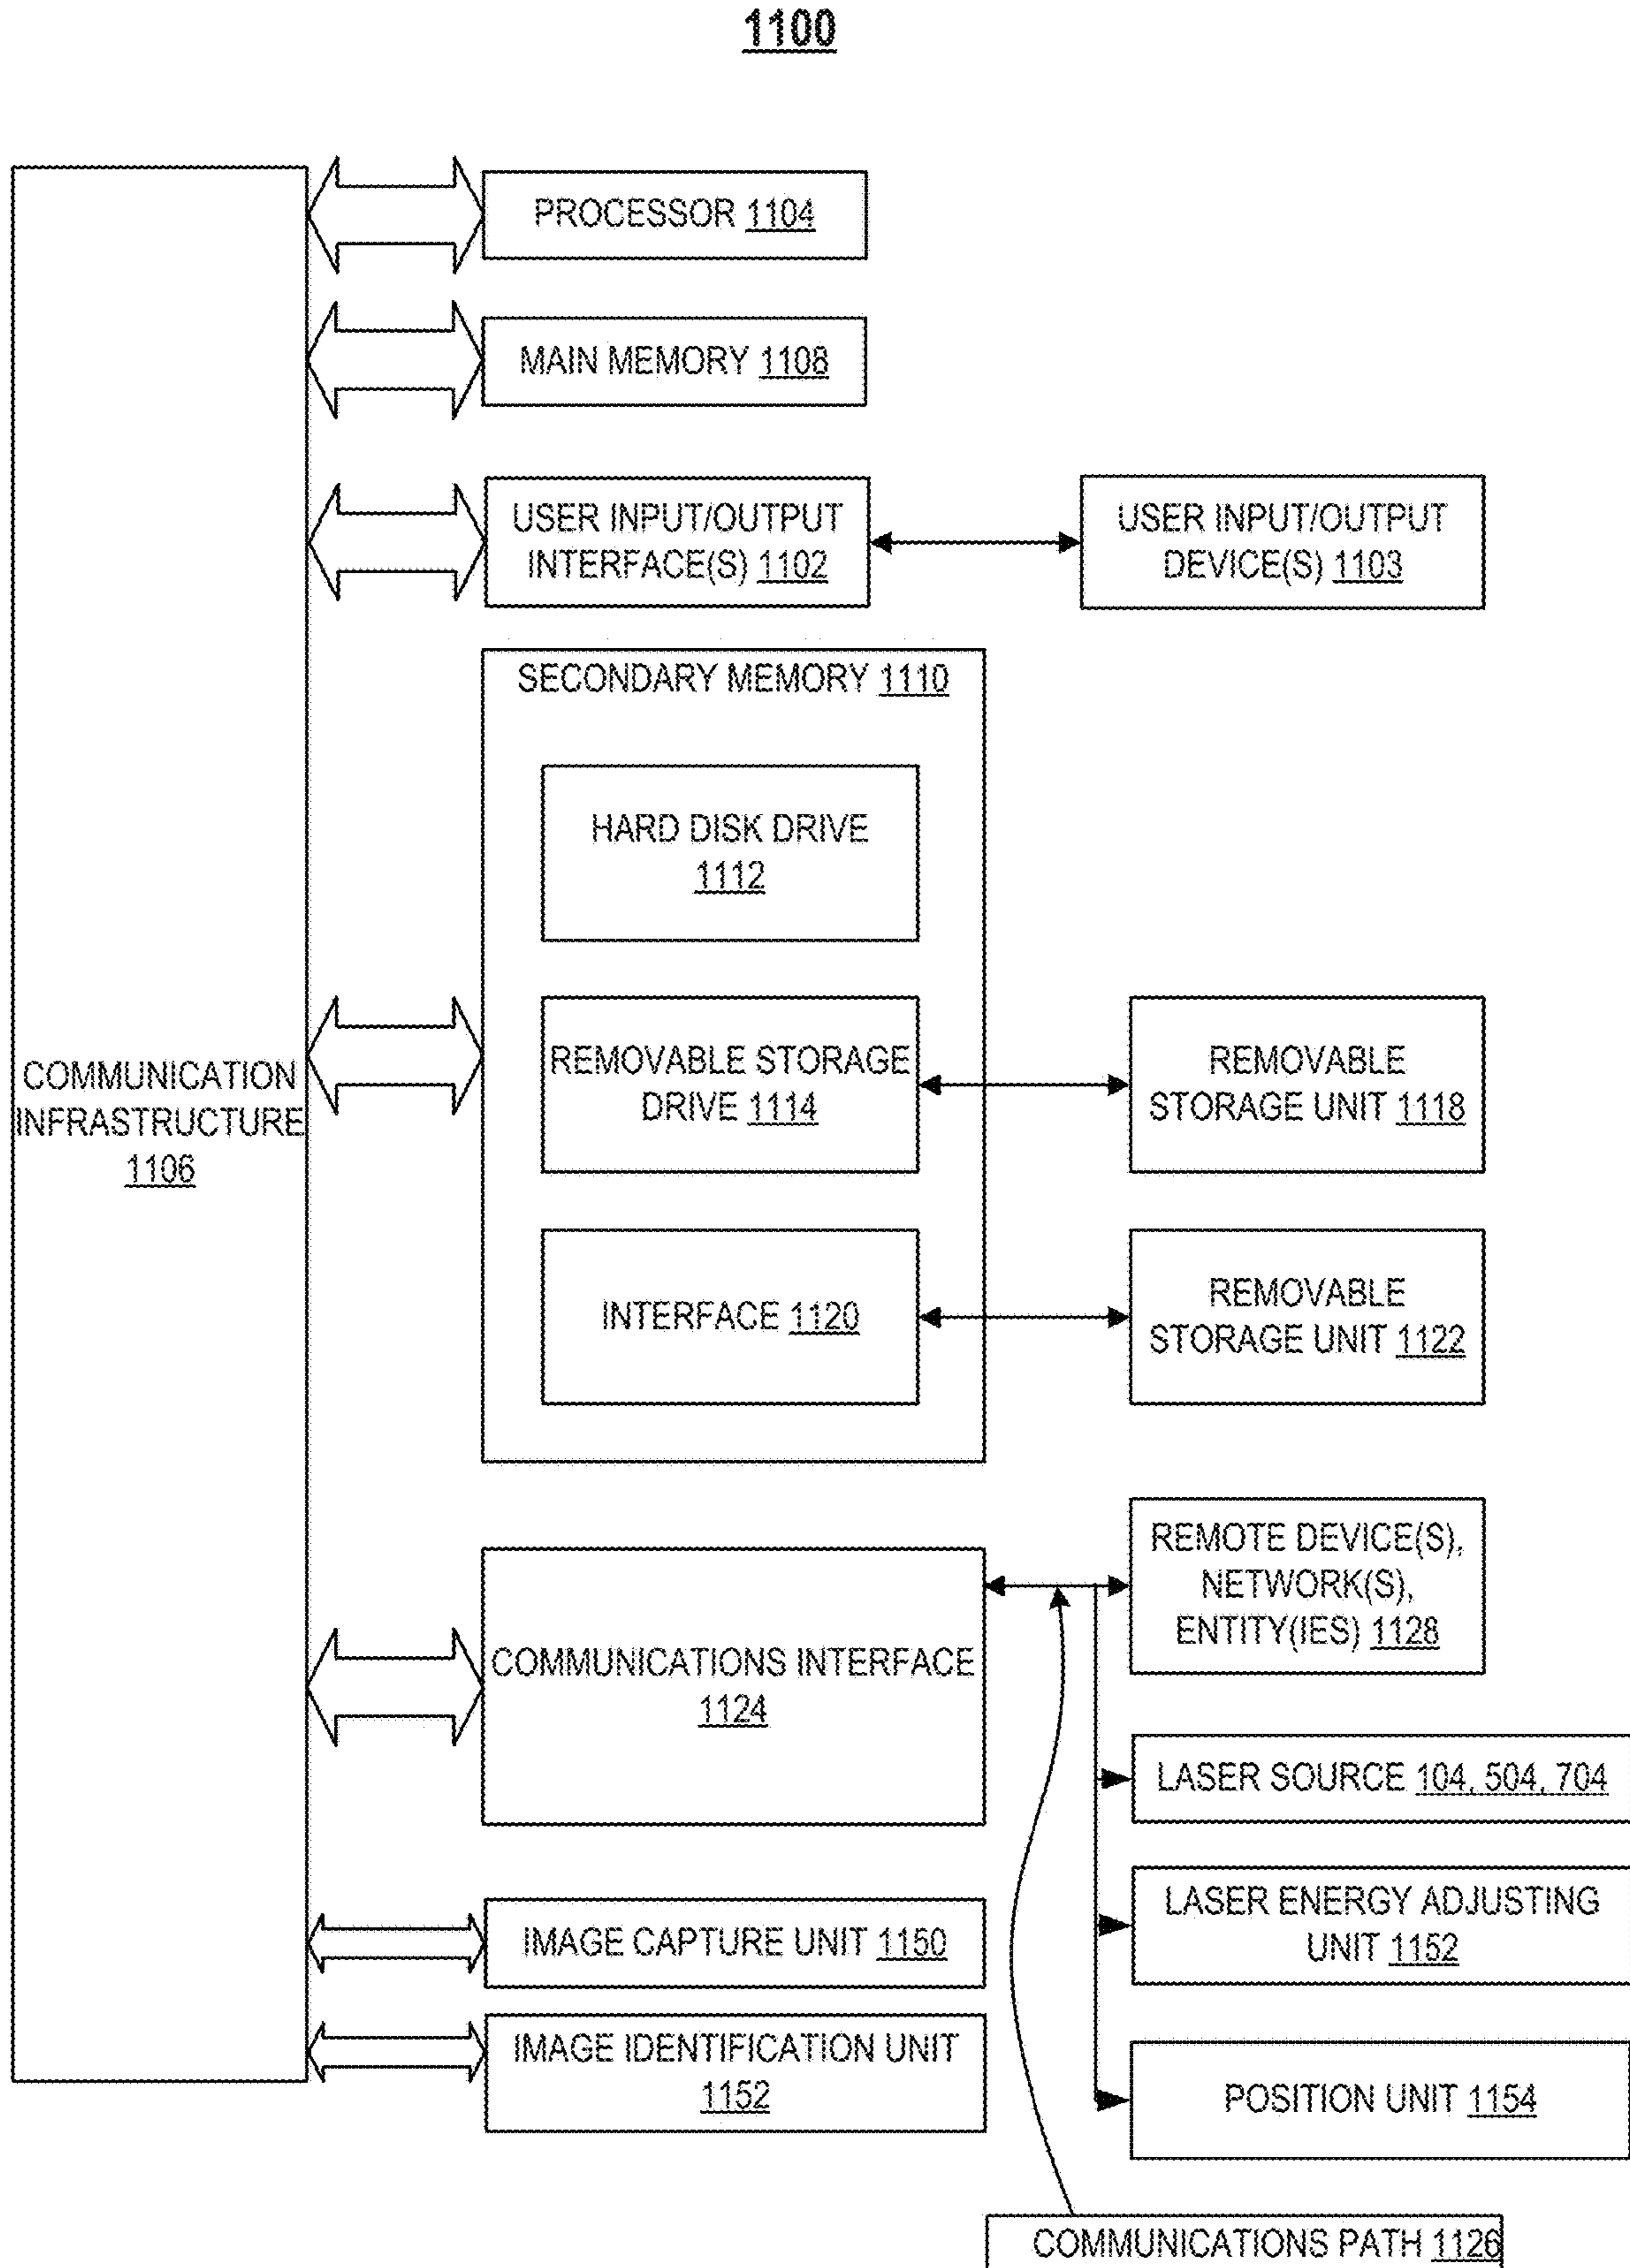 1100
PROCESSOR 1104
MAIN MEMORY 1108
USER INPUT/OUTPUT
INTERFACE(S) 1102
USER INPUT/OUTPUT
DEVICE(S) 1103
SECONDARY MEMORY 1110
HARD DISK DRIVE
1112
COMMUNICATION
INFRASTRUCTURE
1106
REMOVABLE STORAGE
DRIVE 1114
REMOVABLE
STORAGE UNIT 1118
INTERFACE 1120
REMOVABLE
STORAGE UNIT 1122
COMMUNICATIONS INTERFACE
1124
REMOTE DEVICE(S),
NETWORK(S),
ENTITY(IES) 1128
LASER SOURCE 104, 504, 704
LASER ENERGY ADJUSTING
UNIT 1152
IMAGE CAPTURE UNIT 1150
IMAGE IDENTIFICATION UNIT
1152
POSITION UNIT 1154
COMMUNICATIONS PATH 1126